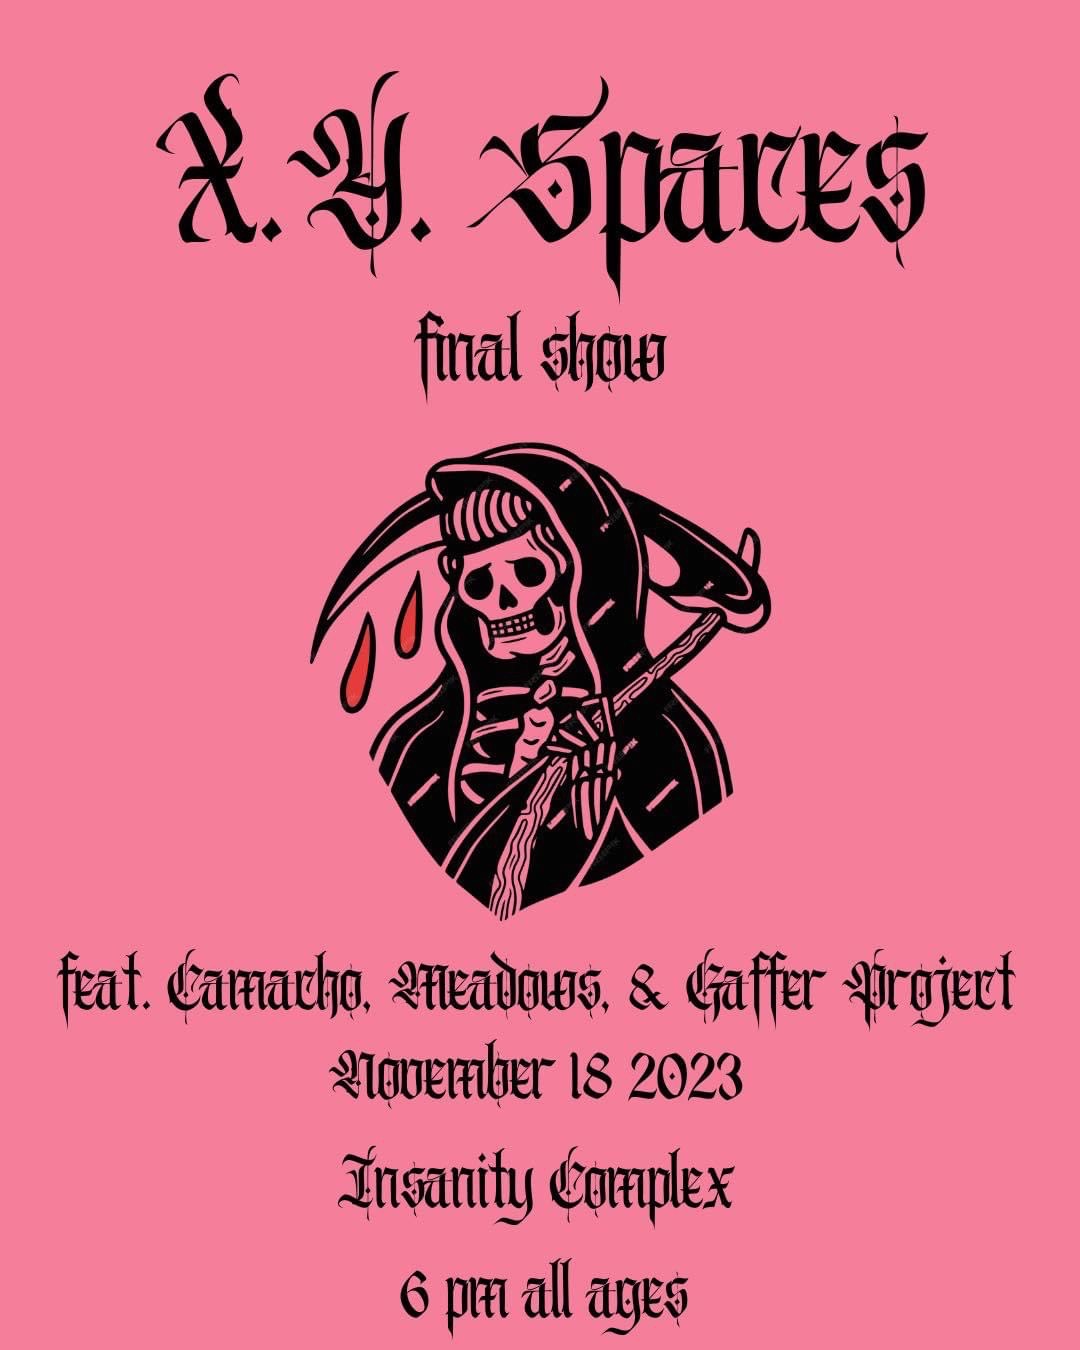 X. Y. Spaces
final show
feat. Camacho, Meadows, & Gaffer Project
November 18 2023
Insanity Complex
6 pm all ages